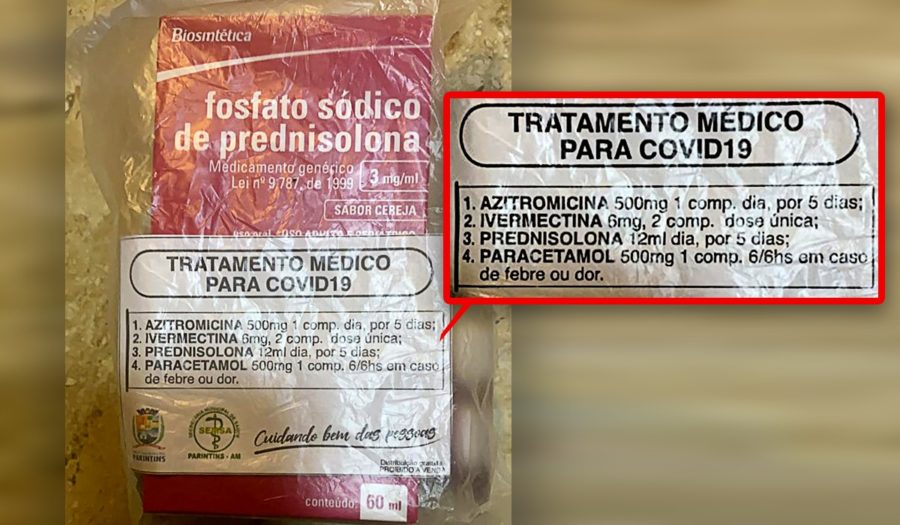 Biosintética
fosfato sódico
de prednisolona
Medicamento genérico
Lei nº 9.787, de 1999
3 mg/ml
SABOR CEREJA
USO ADULTO E PEDIÁTRICO
TRATAMENTO MÉDICO
PARA COVID19
1. AZITROMICINA 500mg 1 comp. dia, por 5 dias;
2. IVERMECTINA 6mg, 2 comp. dose única;
3. PREDNISOLONA 12ml dia, por 5 dias;
4. PARACETAMOL 500mg 1 comp. 6/6hs em caso
de febre ou dor.
PARINTINS
SEMSA
PARINTINS - AM
Cuidando bem das pessoas
Distribuição gratuita
PROIBIDO A VENDA
conteúdo:
60 ml
TRATAMENTO MÉDICO
PARA COVID19
1. AZITROMICINA 500mg 1 comp. dia, por 5 dias;
2. IVERMECTINA 6mg, 2 comp. dose única;
3. PREDNISOLONA 12ml dia, por 5 dias;
4. PARACETAMOL 500mg 1 comp. 6/6hs em caso
de febre ou dor.